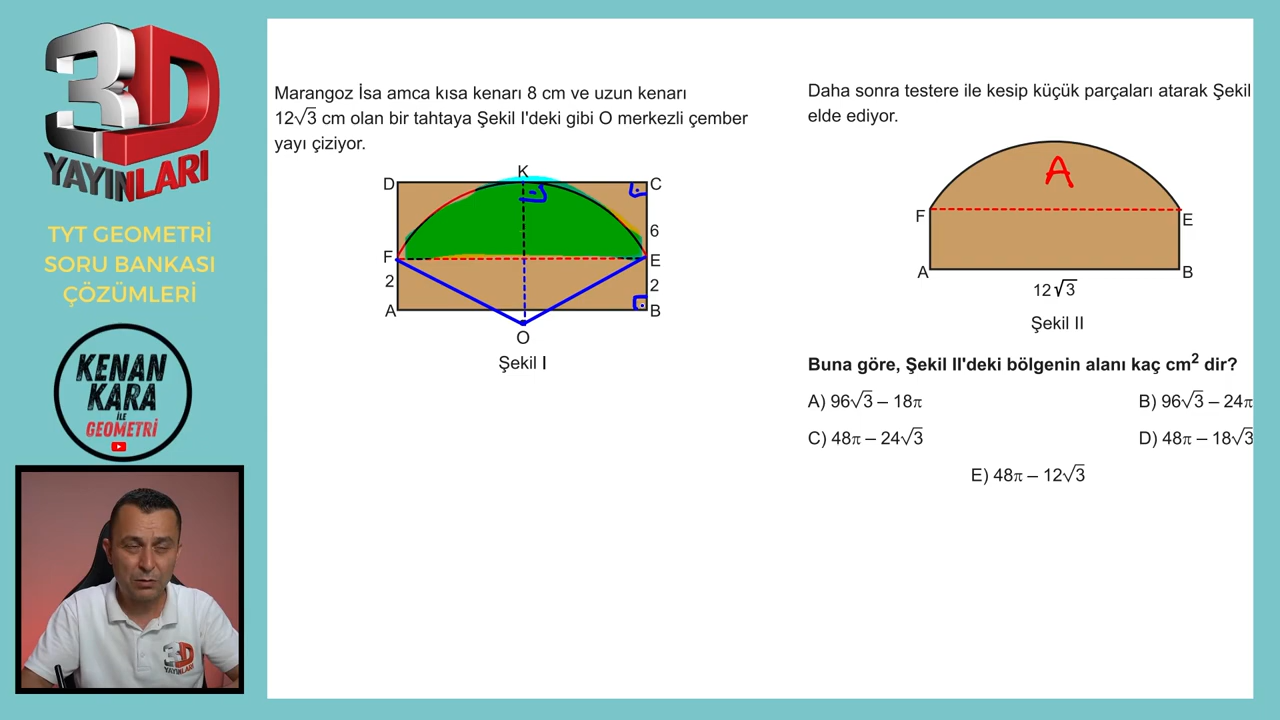 3D
YAYINLARI
TYT GEOMETRİ
SORU BANKASI
ÇÖZÜMLERİ
KENAN
KARA
İLE
GEOMETRİ
3D
YAYINLARI
Marangoz İsa amca kısa kenarı 8 cm ve uzun kenarı
12√3 cm olan bir tahtaya Şekil I'deki gibi O merkezli çember
yayı çiziyor.
K
D
C
6
F
E
2
2
A
B
O
Şekil I
Daha sonra testere ile kesip küçük parçaları atarak Şekil
elde ediyor.
A
F
E
A
B
12√3
Şekil II
Buna göre, Şekil II'deki bölgenin alanı kaç cm² dir?
A) 96√3 – 18π
B) 96√3 – 24π
C) 48π – 24√3
D) 48π – 18√3
E) 48π – 12√3